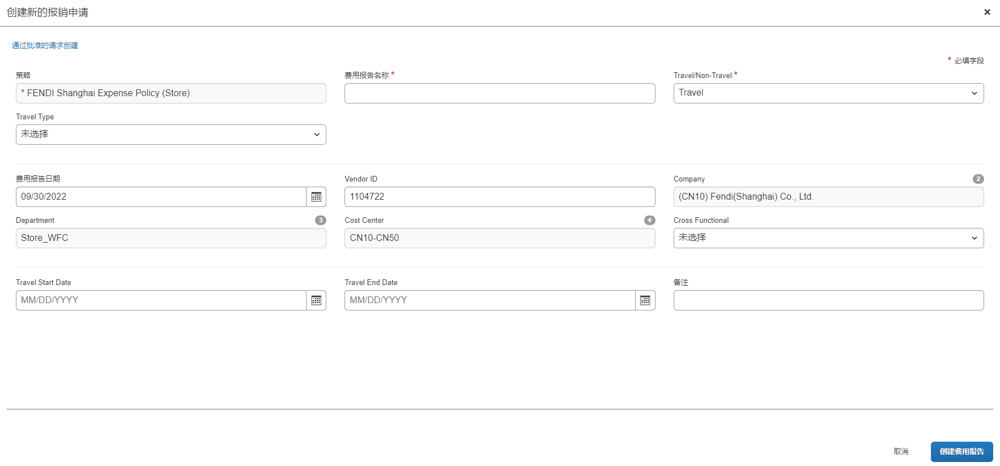 创建新的报销申请
×
通过批准的请求创建
* 必填字段
策略
费用报告名称 *
Travel/Non-Travel *
* FENDI Shanghai Expense Policy (Store)
Travel
Travel Type
未选择
费用报告日期
Vendor ID
Company
2
09/30/2022
1104722
(CN10) Fendi(Shanghai) Co., Ltd.
Department
3
Cost Center
4
Cross Functional
Store_WFC
CN10-CN50
未选择
Travel Start Date
Travel End Date
备注
MM/DD/YYYY
MM/DD/YYYY
取消
创建费用报告